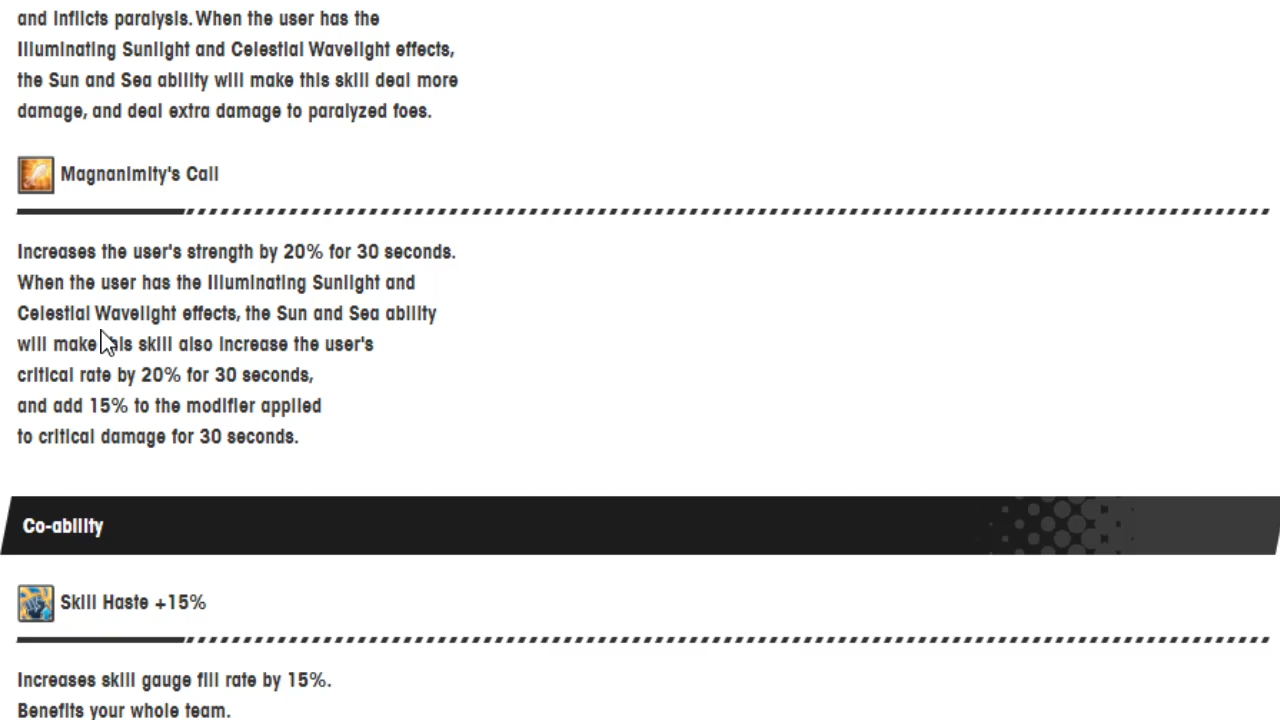 and inflicts paralysis. When the user has the
Illuminating Sunlight and Celestial Wavelight effects,
the Sun and Sea ability will make this skill deal more
damage, and deal extra damage to paralyzed foes.
Magnanimity's Call
Increases the user's strength by 20% for 30 seconds.
When the user has the Illuminating Sunlight and
Celestial Wavelight effects, the Sun and Sea ability
will make this skill also increase the user's
critical rate by 20% for 30 seconds,
and add 15% to the modifier applied
to critical damage for 30 seconds.
Co-ability
Skill Haste +15%
Increases skill gauge fill rate by 15%.
Benefits your whole team.